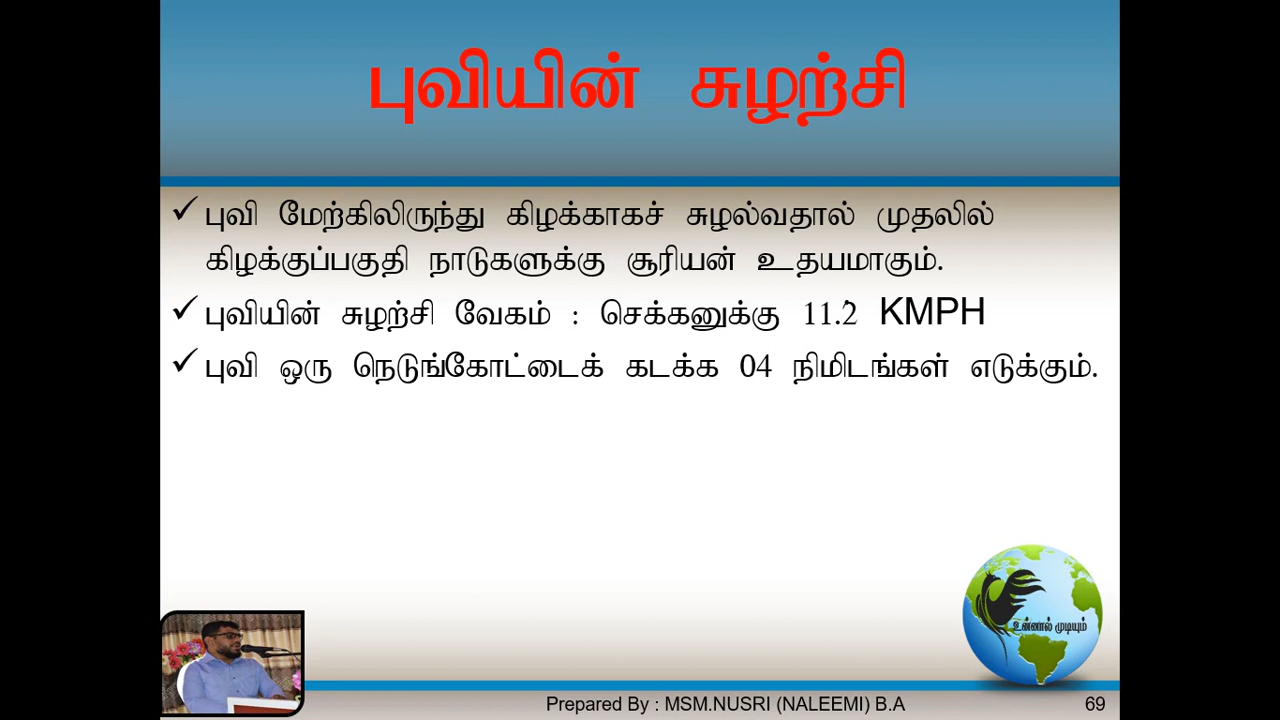 புவியின் சுழற்சி
✓ புவி மேற்கிலிருந்து கிழக்காகச் சுழல்வதால் முதலில்
கிழக்குப்பகுதி நாடுகளுக்கு சூரியன் உதயமாகும்.
✓ புவியின் சுழற்சி வேகம் : செக்கனுக்கு 11.2 KMPH
✓ புவி ஒரு நெடுங்கோட்டைக் கடக்க 04 நிமிடங்கள் எடுக்கும்.
உன்னால் முடியும்
Prepared By : MSM.NUSRI (NALEEMI) B.A 69